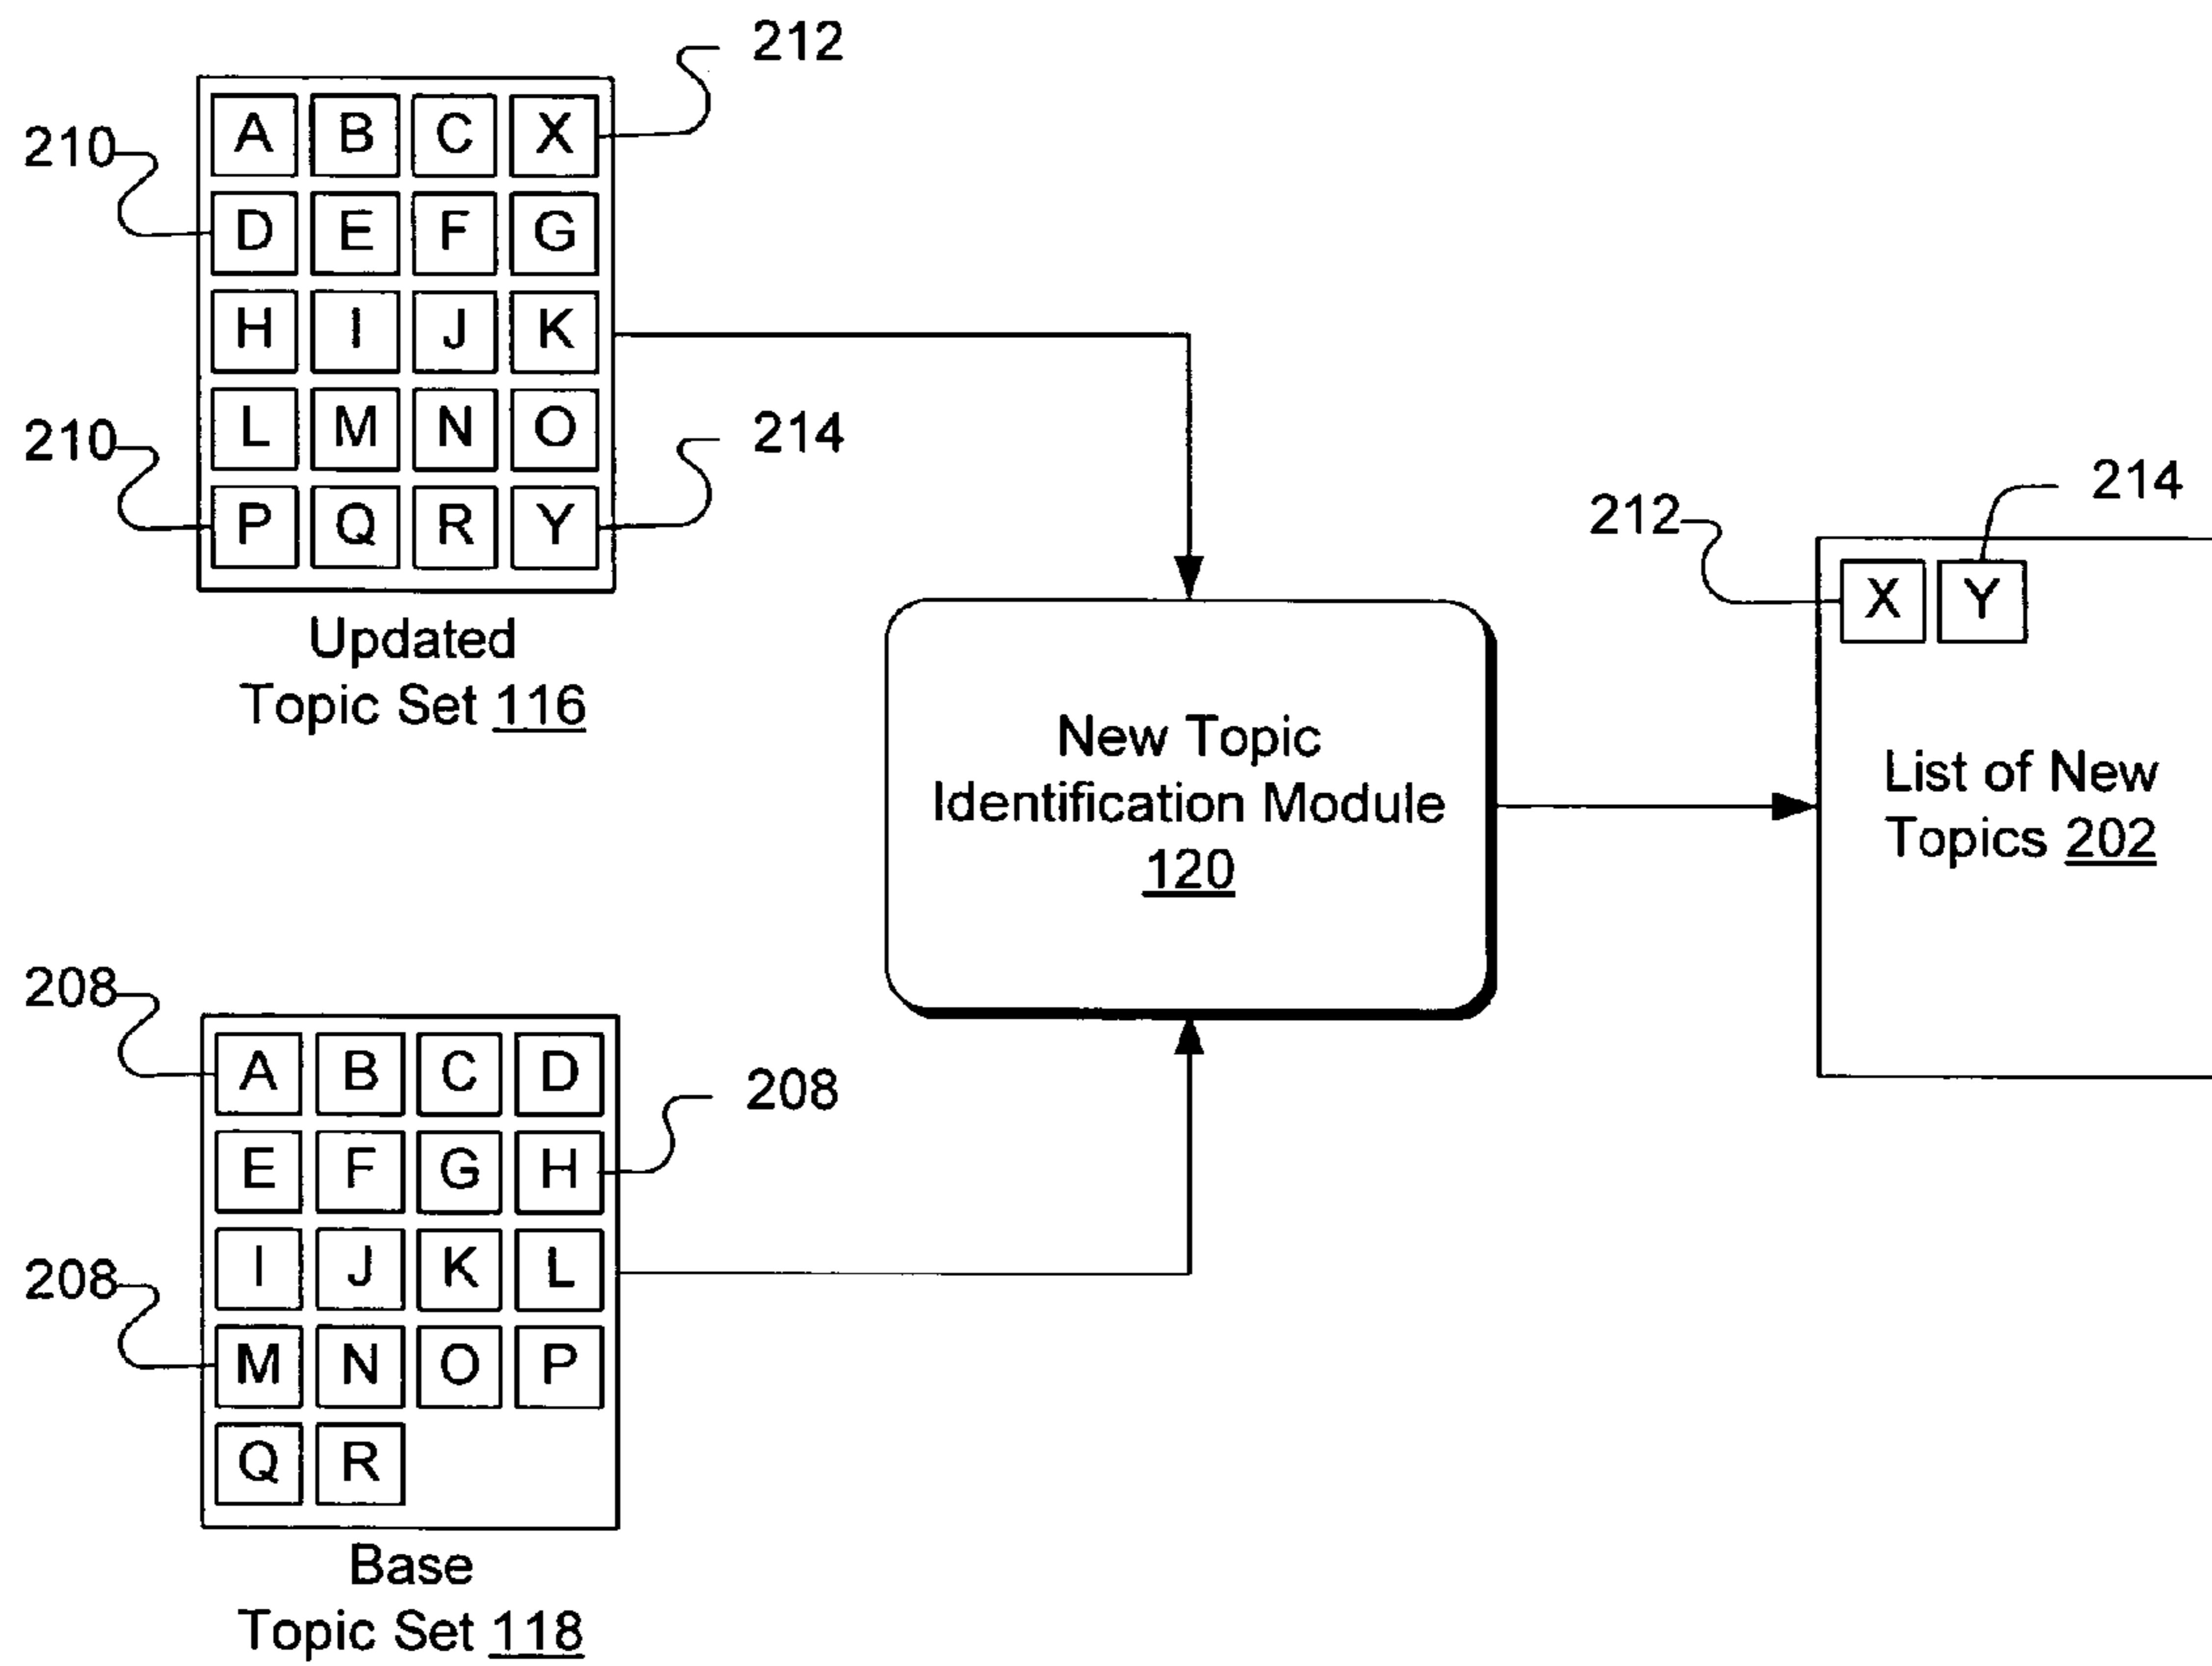 212
210
A B C X
D E F G
H I J K
210
L M N O
214
P Q R Y
Updated
Topic Set 116
212
214
X Y
New Topic
Identification Module
120
List of New
Topics 202
208
A B C D
208
E F G H
208
I J K L
M N O P
Q R
Base
Topic Set 118